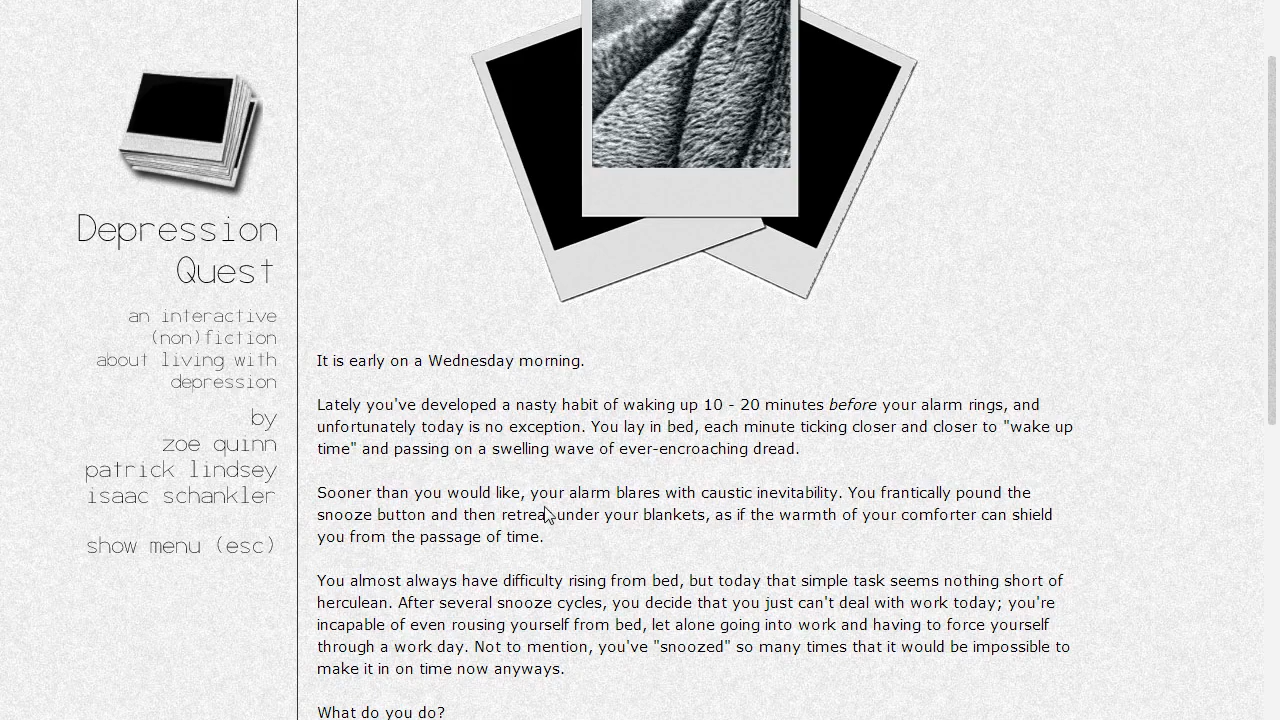 Depression
Quest
an interactive
(non)fiction
about living with
depression
by
zoe quinn
patrick lindsey
isaac schankler
show menu (esc)
It is early on a Wednesday morning.
Lately you've developed a nasty habit of waking up 10 - 20 minutes before your alarm rings, and
unfortunately today is no exception. You lay in bed, each minute ticking closer and closer to "wake up
time" and passing on a swelling wave of ever-encroaching dread.
Sooner than you would like, your alarm blares with caustic inevitability. You frantically pound the
snooze button and then retreat under your blankets, as if the warmth of your comforter can shield
you from the passage of time.
You almost always have difficulty rising from bed, but today that simple task seems nothing short of
herculean. After several snooze cycles, you decide that you just can't deal with work today; you're
incapable of even rousing yourself from bed, let alone going into work and having to force yourself
through a work day. Not to mention, you've "snoozed" so many times that it would be impossible to
make it in on time now anyways.
What do you do?